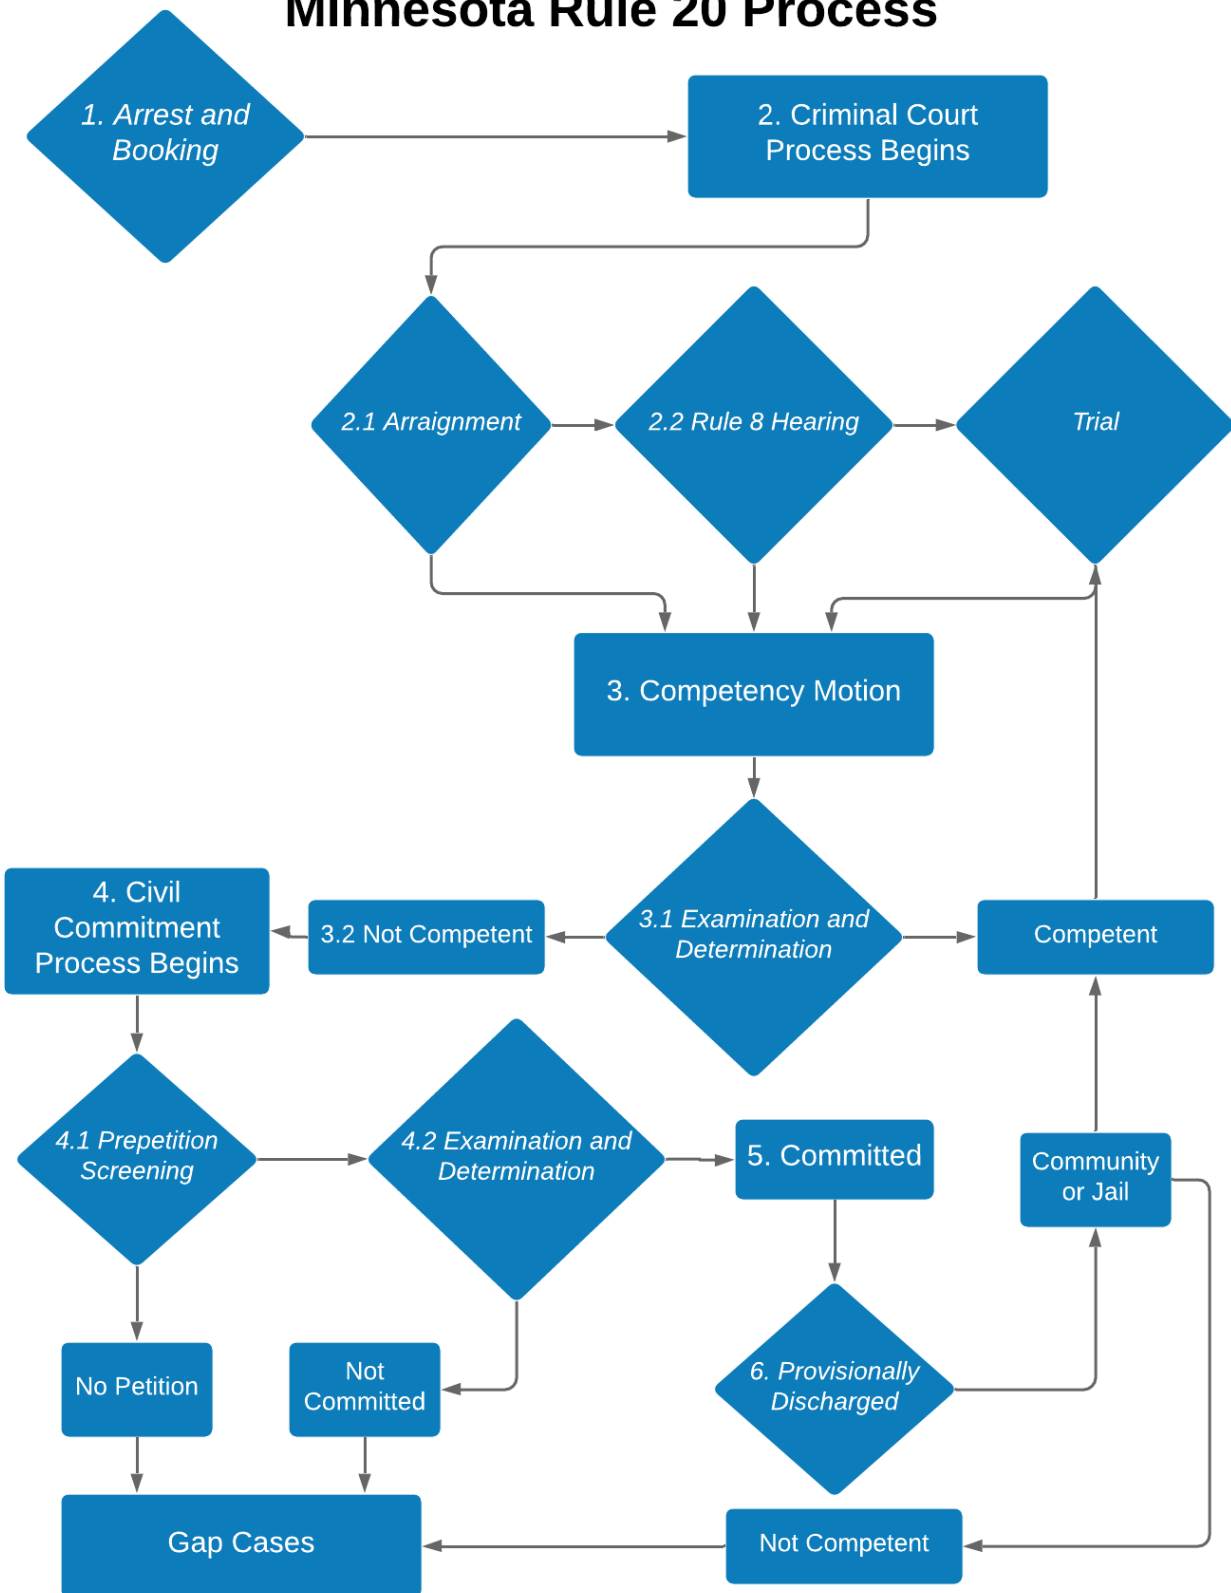 Minnesota Rule 20 Process
1. Arrest and
Booking
2. Criminal Court
Process Begins
2.1 Arraignment
2.2 Rule 8 Hearing
Trial
3. Competency Motion
3.1 Examination and
Determination
Competent
3.2 Not Competent
4. Civil
Commitment
Process Begins
4.1 Prepetition
Screening
4.2 Examination and
Determination
5. Committed
Community
or Jail
No Petition
Not
Committed
6. Provisionally
Discharged
Gap Cases
Not Competent